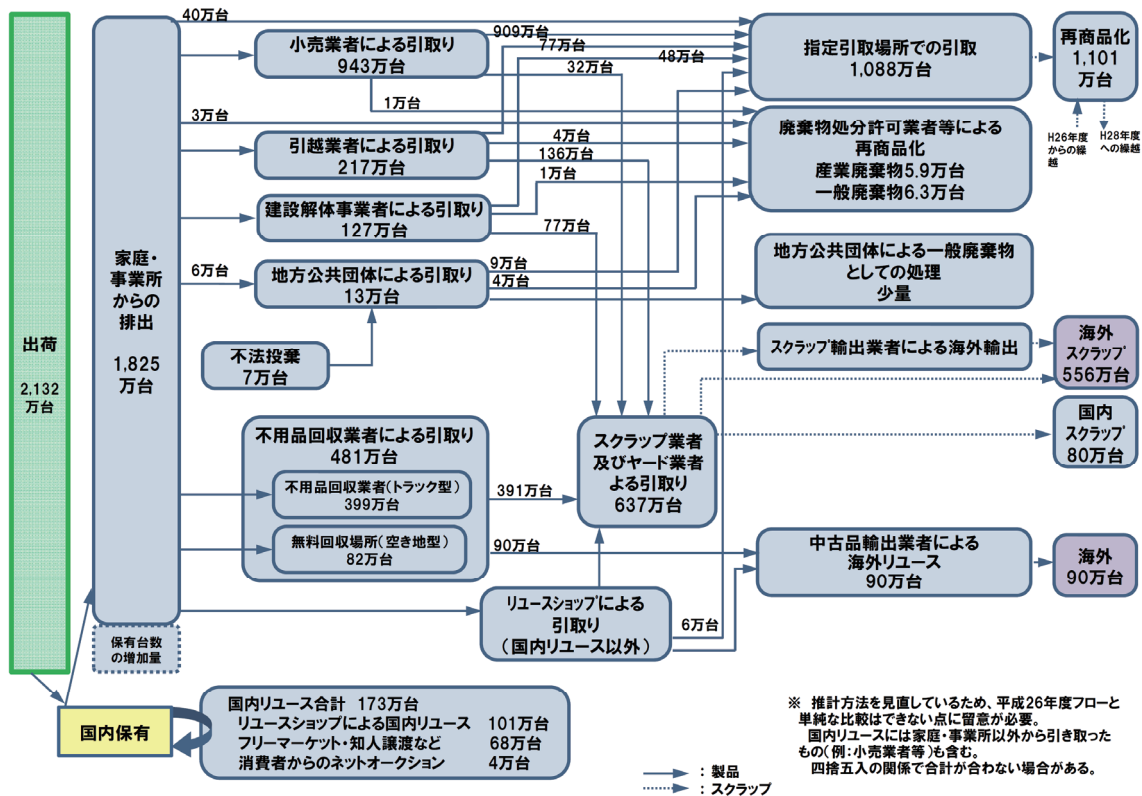 出荷
2,132
万台
家庭・
事業所
からの
排出
1,825
万台
保有台数
の増加量
国内保有
40万台
小売業者による引取り
943万台
909万台
77万台
48万台
32万台
1万台
3万台
引越業者による引取り
217万台
4万台
136万台
1万台
建設解体事業者による引取り
127万台
77万台
6万台
地方公共団体による引取り
13万台
9万台
4万台
不法投棄
7万台
不用品回収業者による引取り
481万台
不用品回収業者(トラック型)
399万台
391万台
無料回収場所(空き地型)
82万台
90万台
リユースショップによる
引取り
(国内リユース以外)
6万台
スクラップ業者
及びヤード業者
よる引取り
637万台
指定引取場所での引取
1,088万台
再商品化
1,101
万台
H26年度
からの繰
越
H28年度
への繰越
廃棄物処分許可業者等による
再商品化
産業廃棄物5.9万台
一般廃棄物6.3万台
地方公共団体による一般廃棄物
としての処理
少量
スクラップ輸出業者による海外輸出
海外
スクラップ
556万台
国内
スクラップ
80万台
中古品輸出業者による
海外リユース
90万台
海外
90万台
国内リユース合計 173万台
リユースショップによる国内リユース 101万台
フリーマーケット・知人譲渡など 68万台
消費者からのネットオークション 4万台
：製品
：スクラップ
※ 推計方法を見直しているため、平成26年度フローと
単純な比較はできない点に留意が必要。
国内リユースには家庭・事業所以外から引き取った
もの(例:小売業者等)も含む。
四捨五入の関係で合計が合わない場合がある。